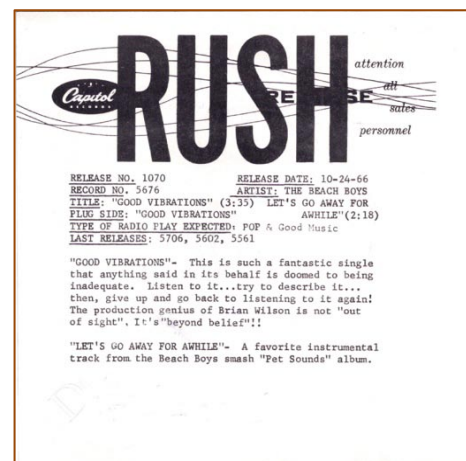 Capitol
RECORDS
RUSH
RELEASE
attention
all
sales
personnel
RELEASE NO. 1070 RELEASE DATE: 10-24-66
RECORD NO. 5676 ARTIST: THE BEACH BOYS
TITLE: "GOOD VIBRATIONS" (3:35) LET'S GO AWAY FOR
PLUG SIDE: "GOOD VIBRATIONS" AWHILE"(2:18)
TYPE OF RADIO PLAY EXPECTED: POP & Good Music
LAST RELEASES: 5706, 5602, 5561
"GOOD VIBRATIONS"- This is such a fantastic single
that anything said in its behalf is doomed to being
inadequate. Listen to it...try to describe it...
then, give up and go back to listening to it again!
The production genius of Brian Wilson is not "out
of sight". It's"beyond belief"!!
"LET'S GO AWAY FOR AWHILE"- A favorite instrumental
track from the Beach Boys smash "Pet Sounds" album.